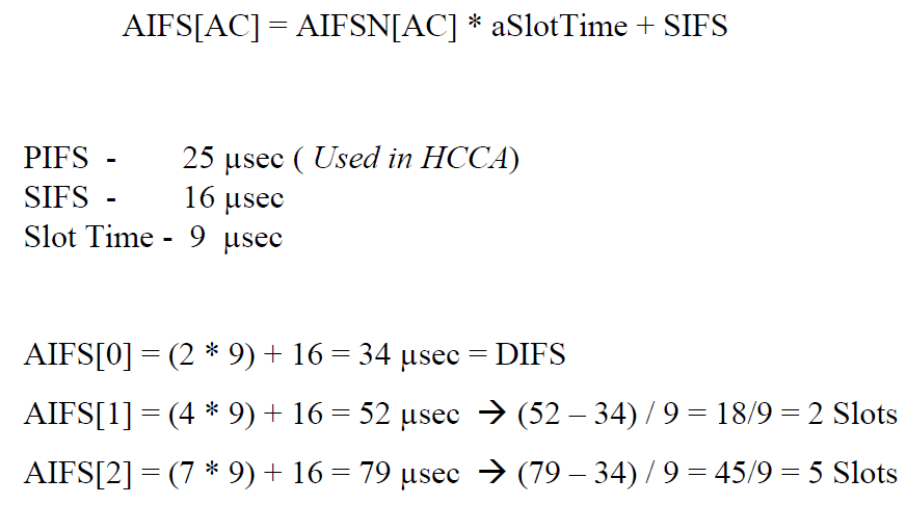 AIFS[AC] = AIFSN[AC] * aSlotTime + SIFS
PIFS - 25 μsec ( Used in HCCA)
SIFS - 16 μsec
Slot Time - 9 μsec
AIFS[0] = (2 * 9) + 16 = 34 μsec = DIFS
AIFS[1] = (4 * 9) + 16 = 52 μsec → (52 – 34) / 9 = 18/9 = 2 Slots
AIFS[2] = (7 * 9) + 16 = 79 μsec → (79 – 34) / 9 = 45/9 = 5 Slots